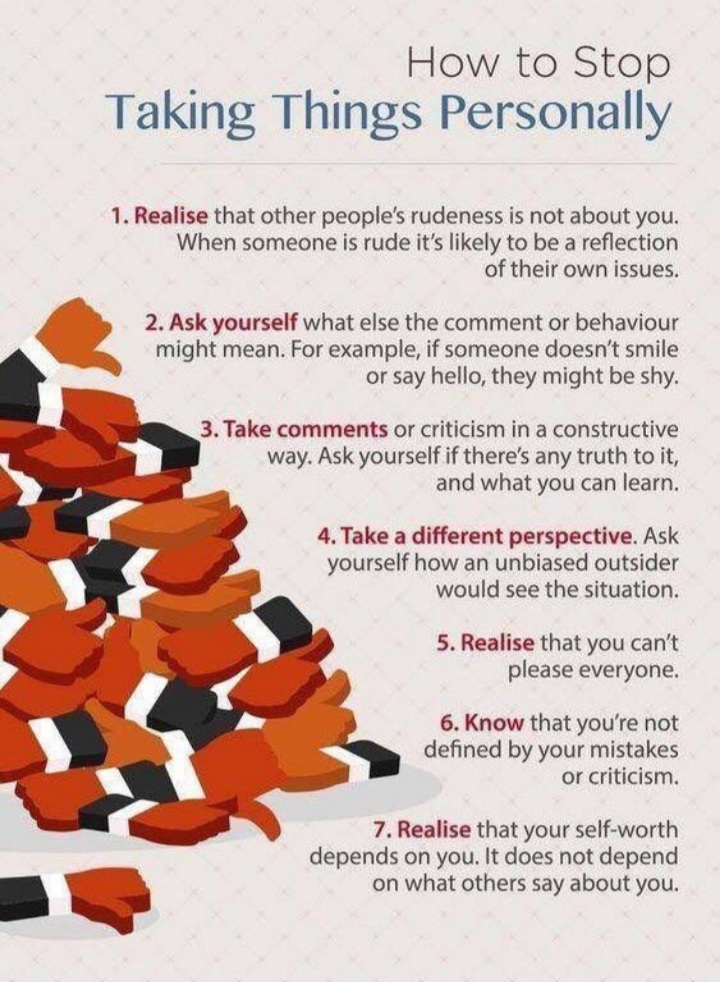 How to Stop
Taking Things Personally
1. Realise that other people's rudeness is not about you.
When someone is rude it's likely to be a reflection
of their own issues.
2. Ask yourself what else the comment or behaviour
might mean. For example, if someone doesn't smile
or say hello, they might be shy.
3. Take comments or criticism in a constructive
way. Ask yourself if there's any truth to it,
and what you can learn.
4. Take a different perspective. Ask
yourself how an unbiased outsider
would see the situation.
5. Realise that you can't
please everyone.
6. Know that you're not
defined by your mistakes
or criticism.
7. Realise that your self-worth
depends on you. It does not depend
on what others say about you.